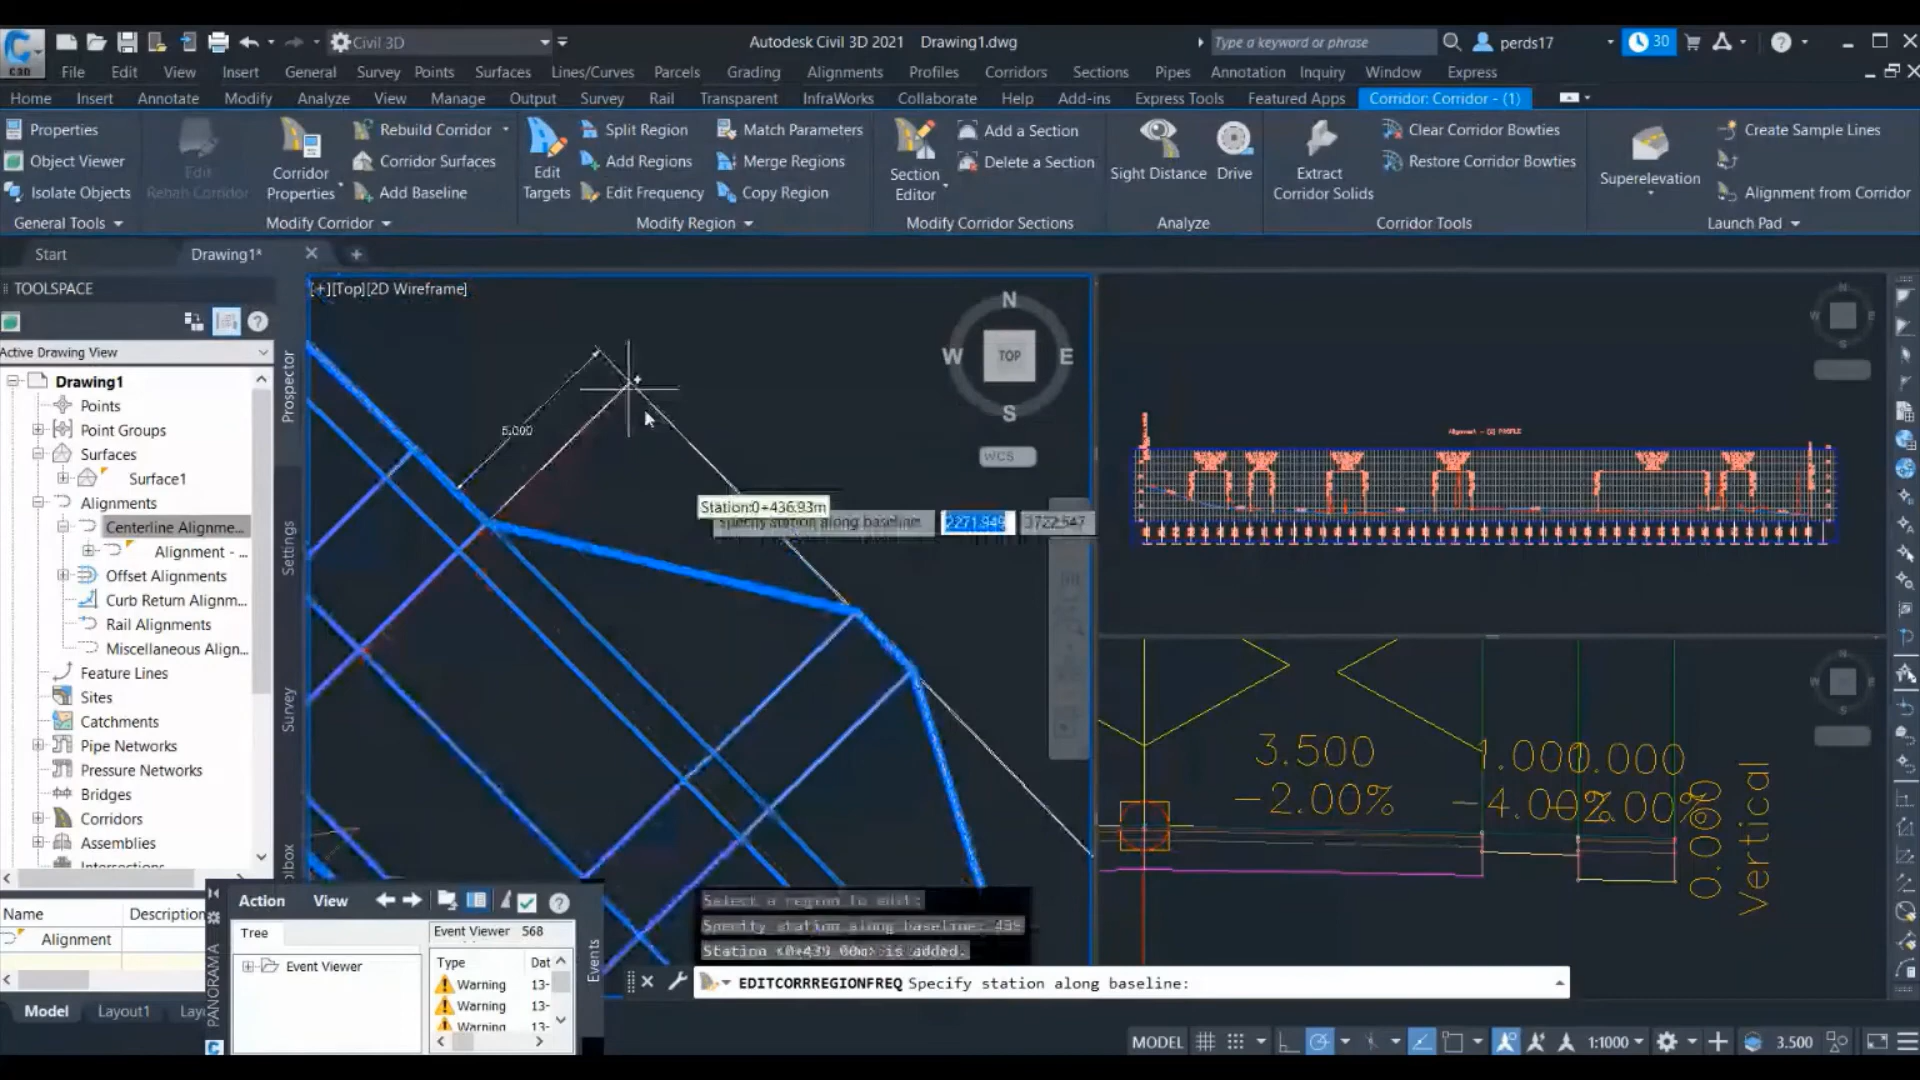 Civil 3D
Autodesk Civil 3D 2021 Drawing1.dwg
Type a keyword or phrase
perds17
30
File Edit View Insert General Survey Points Surfaces Lines/Curves Parcels Grading Alignments Profiles Corridors Sections Pipes Annotation Inquiry Window Express
Home Insert Annotate Modify Analyze View Manage Output Survey Rail Transparent InfraWorks Collaborate Help Add-ins Express Tools Featured Apps Corridor: Corridor - (1)
Properties
Object Viewer
Isolate Objects
General Tools
Edit
Rehab Corridor
Corridor
Properties
Rebuild Corridor
Corridor Surfaces
Add Baseline
Modify Corridor
Edit
Targets
Split Region
Add Regions
Edit Frequency
Match Parameters
Merge Regions
Copy Region
Modify Region
Section
Editor
Add a Section
Delete a Section
Modify Corridor Sections
Sight Distance
Drive
Analyze
Extract
Corridor Solids
Clear Corridor Bowties
Restore Corridor Bowties
Corridor Tools
Superelevation
Create Sample Lines
Alignment from Corridor
Launch Pad
Start
Drawing1*
TOOLSPACE
Active Drawing View
Drawing1
Points
Point Groups
Surfaces
Surface1
Alignments
Centerline Alignme...
Alignment - ...
Offset Alignments
Curb Return Alignm...
Rail Alignments
Miscellaneous Align...
Feature Lines
Sites
Catchments
Pipe Networks
Pressure Networks
Bridges
Corridors
Assemblies
Intersections
Prospector
Settings
Survey
Name Description
Alignment
[+][Top][2D Wireframe]
N
W TOP E
S
WCS
5.000
Station:0+436.93m
Specify station along baseline:
2271.949
3722.547
Alignment - (1) PROFILE
3.500
-2.00%
Vertical
Select a region to edit:
Specify station along baseline: 439
Station <0+439.00m> is added.
EDITCORRREGIONFREQ Specify station along baseline:
Action View
Tree
Event Viewer
Event Viewer 568
Type Dat
Warning 13-
Warning 13-
Warning 13-
Events
PANORAMA
Model Layout1
MODEL
1:1000
3.500